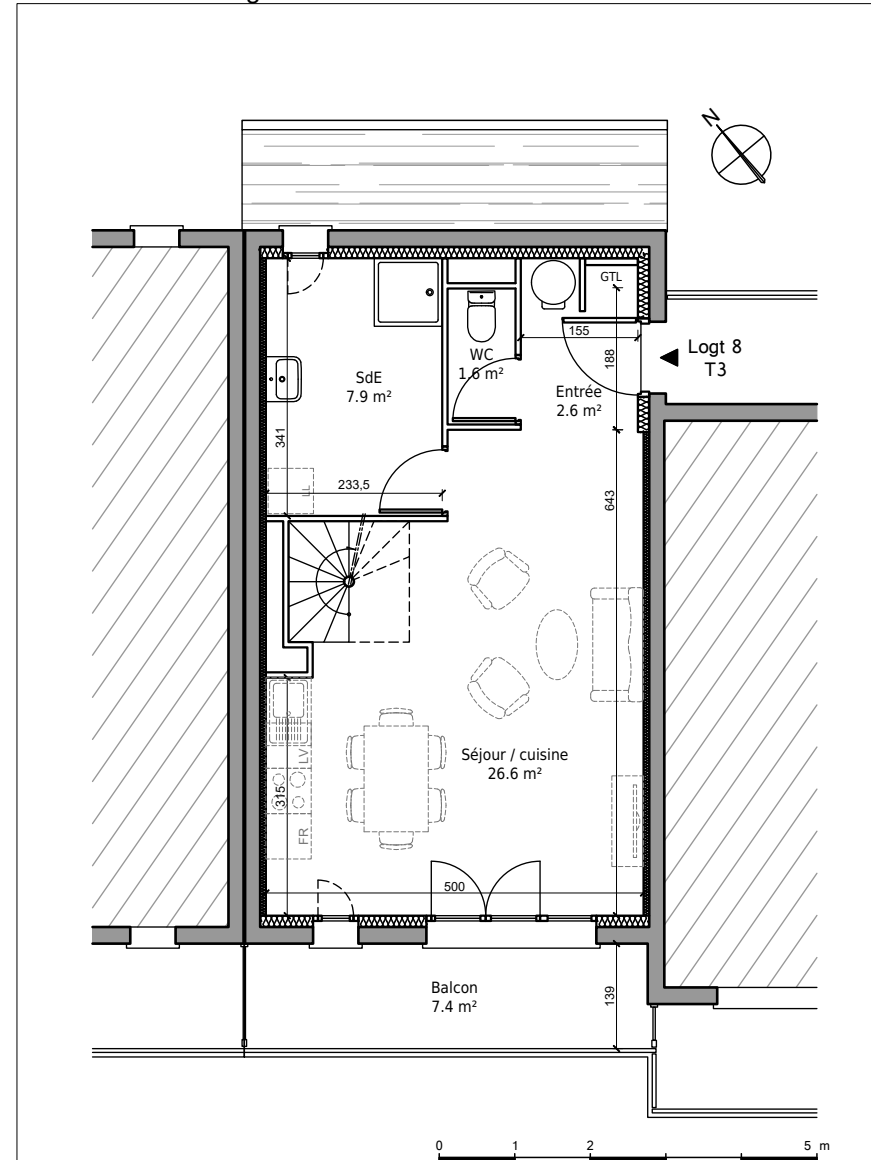 N
GTL
155
188
Logt 8
T3
WC
1.6 m²
SdE
7.9 m²
Entrée
2.6 m²
341
LL
233,5
643
Séjour / cuisine
26.6 m²
LV
315
FR
500
Balcon
7.4 m²
139
0 1 2 5 m